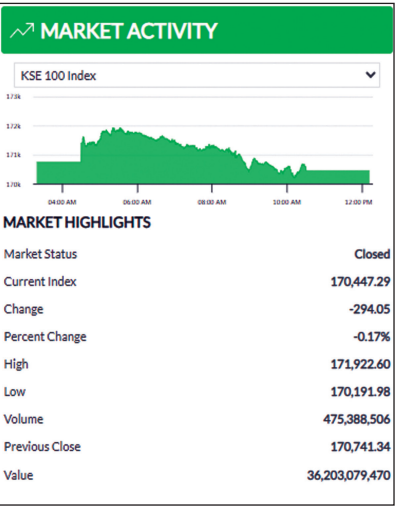 MARKET ACTIVITY
KSE 100 Index
173k
172k
171k
170k
04:00 AM 06:00 AM 08:00 AM 10:00 AM 12:00 PM
MARKET HIGHLIGHTS
Market Status Closed
Current Index 170,447.29
Change -294.05
Percent Change -0.17%
High 171,922.60
Low 170,191.98
Volume 475,388,506
Previous Close 170,741.34
Value 36,203,079,470